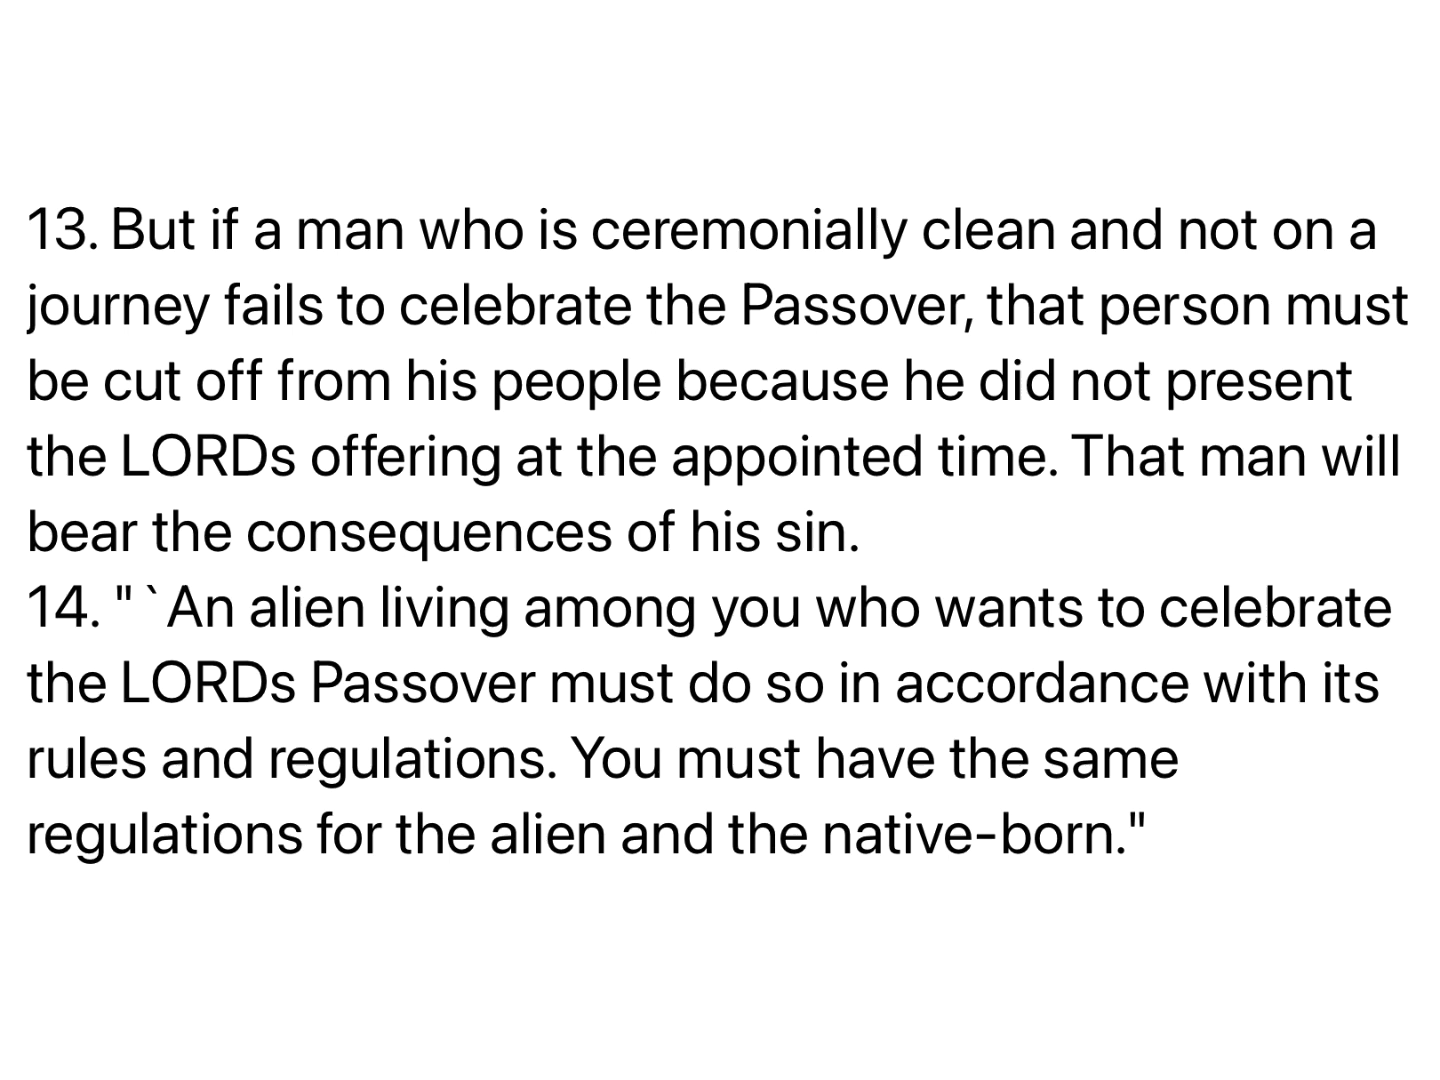 13. But if a man who is ceremonially clean and not on a
journey fails to celebrate the Passover, that person must
be cut off from his people because he did not present
the LORDs offering at the appointed time. That man will
bear the consequences of his sin.
14. " `An alien living among you who wants to celebrate
the LORDs Passover must do so in accordance with its
rules and regulations. You must have the same
regulations for the alien and the native-born."